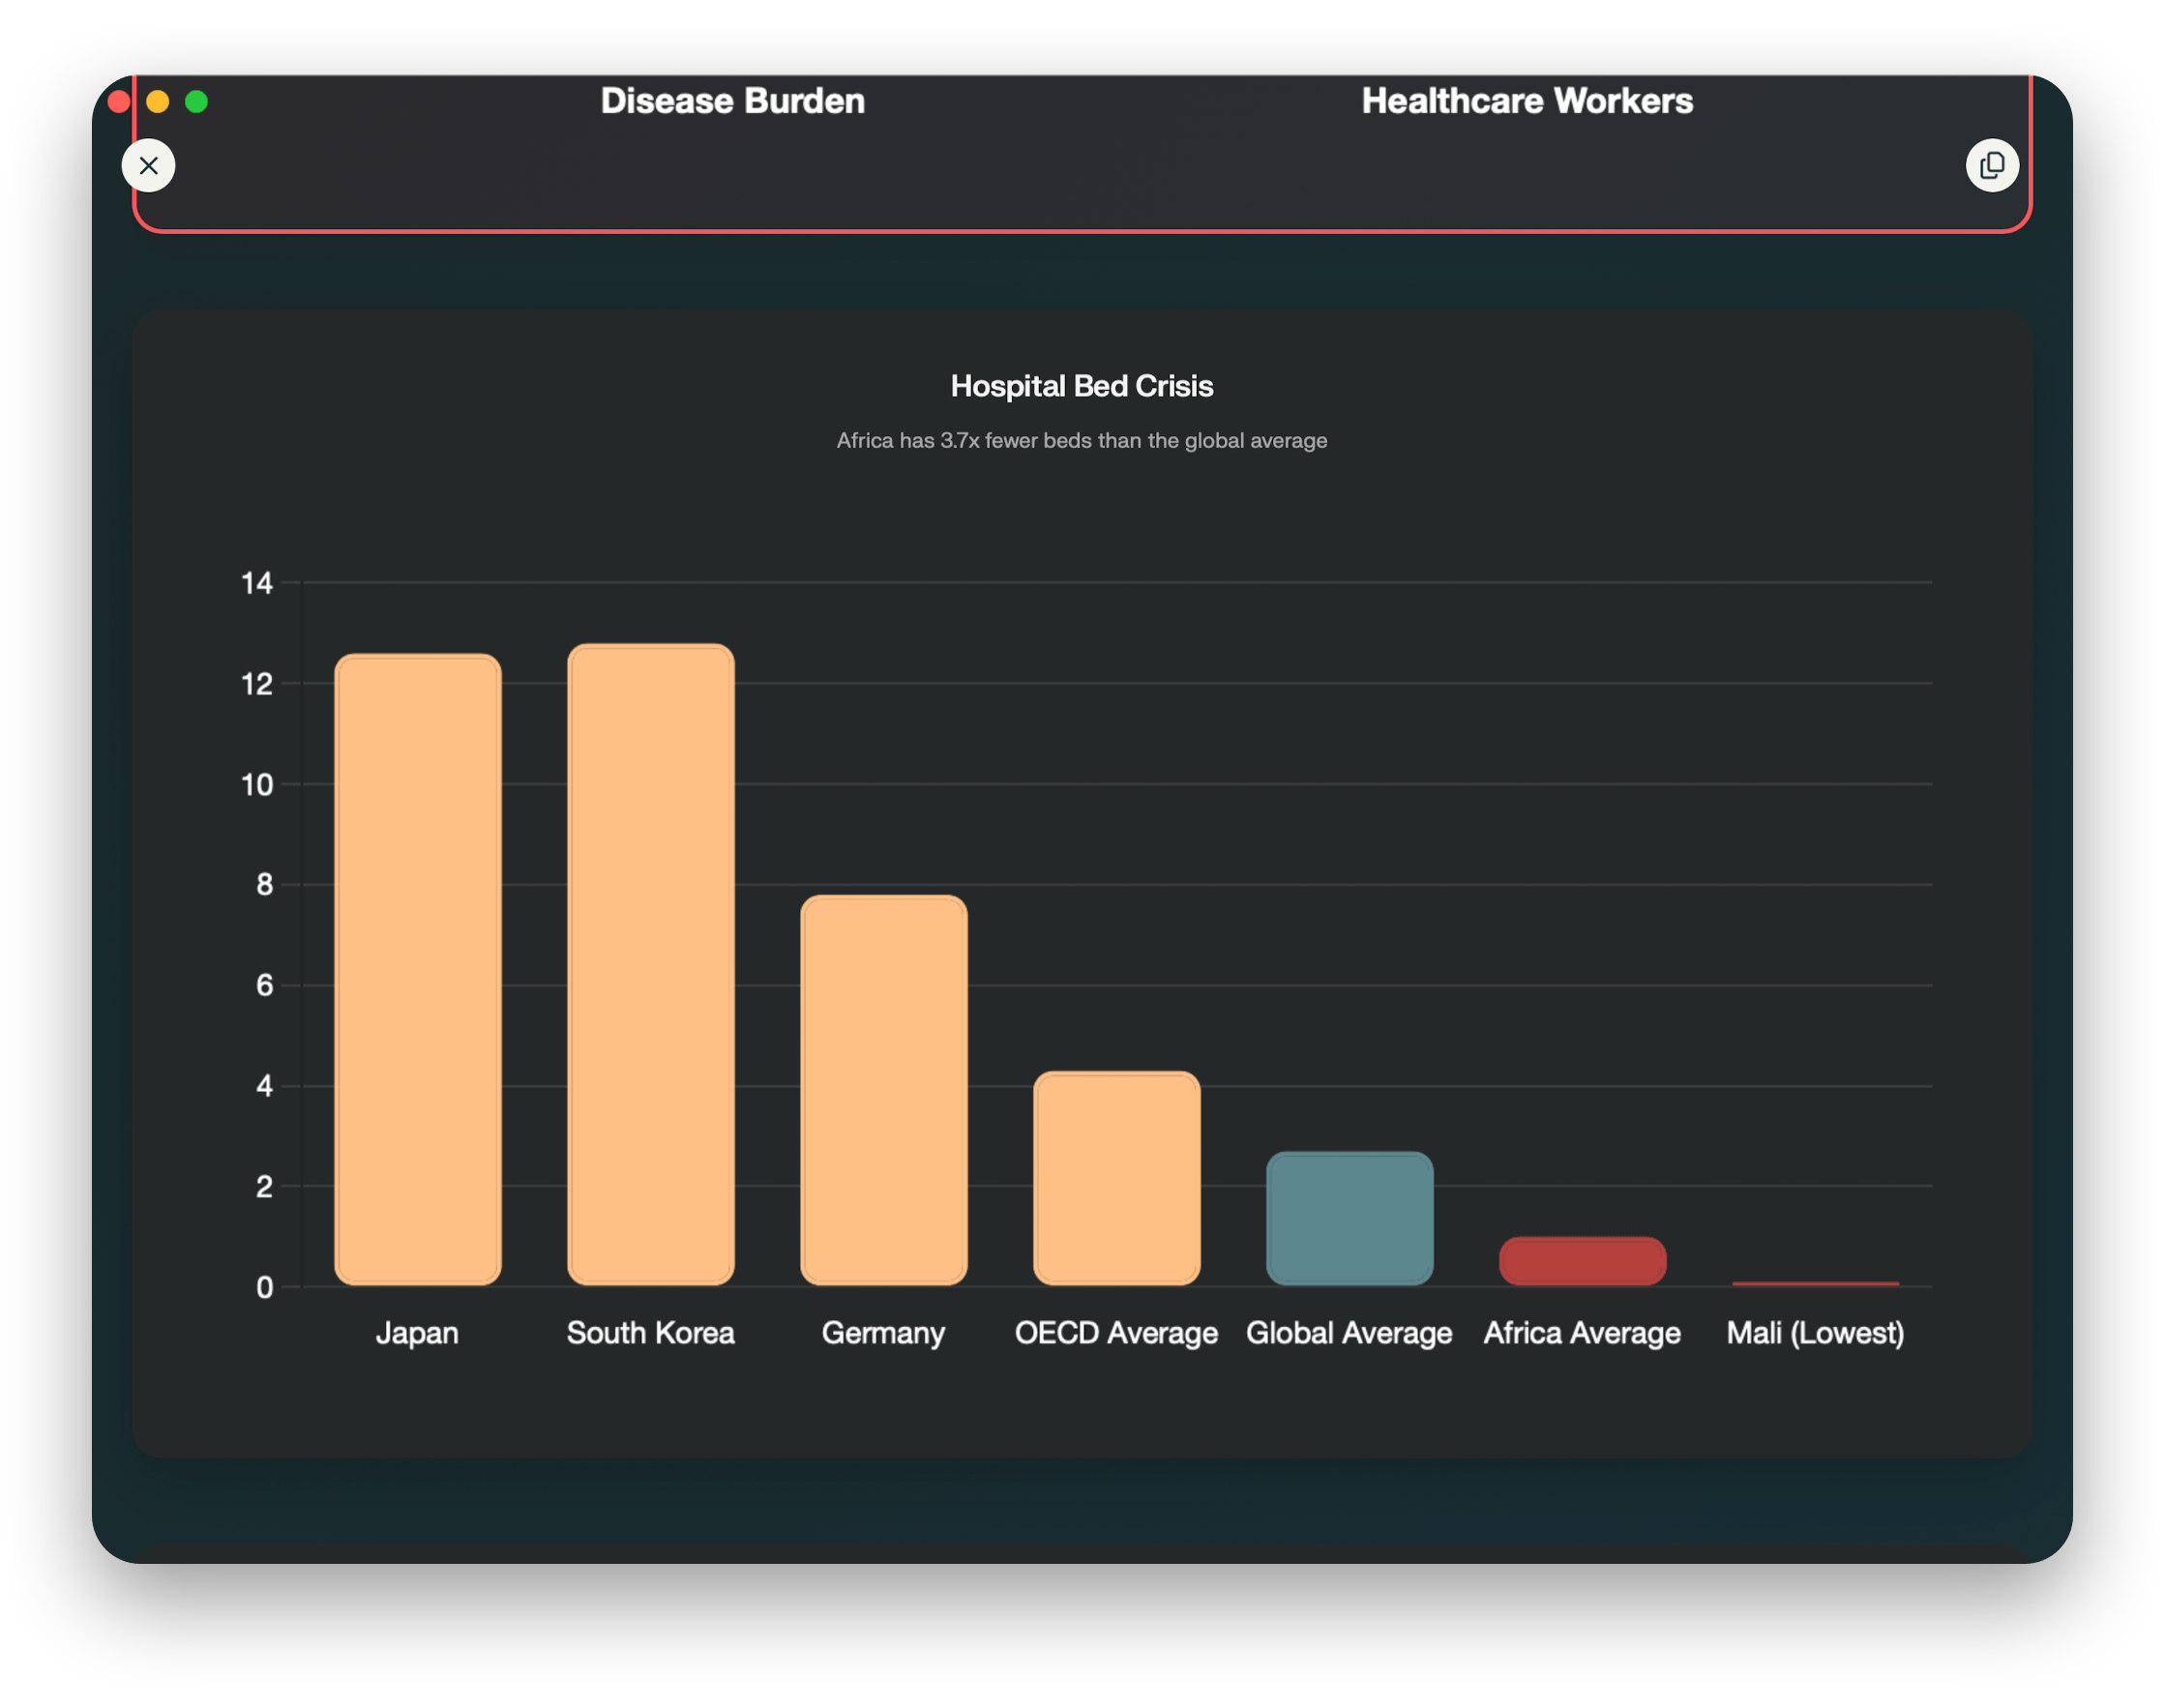 Disease Burden
Healthcare Workers
Hospital Bed Crisis
Africa has 3.7x fewer beds than the global average
14
12
10
8
6
4
2
0
Japan
South Korea
Germany
OECD Average
Global Average
Africa Average
Mali (Lowest)